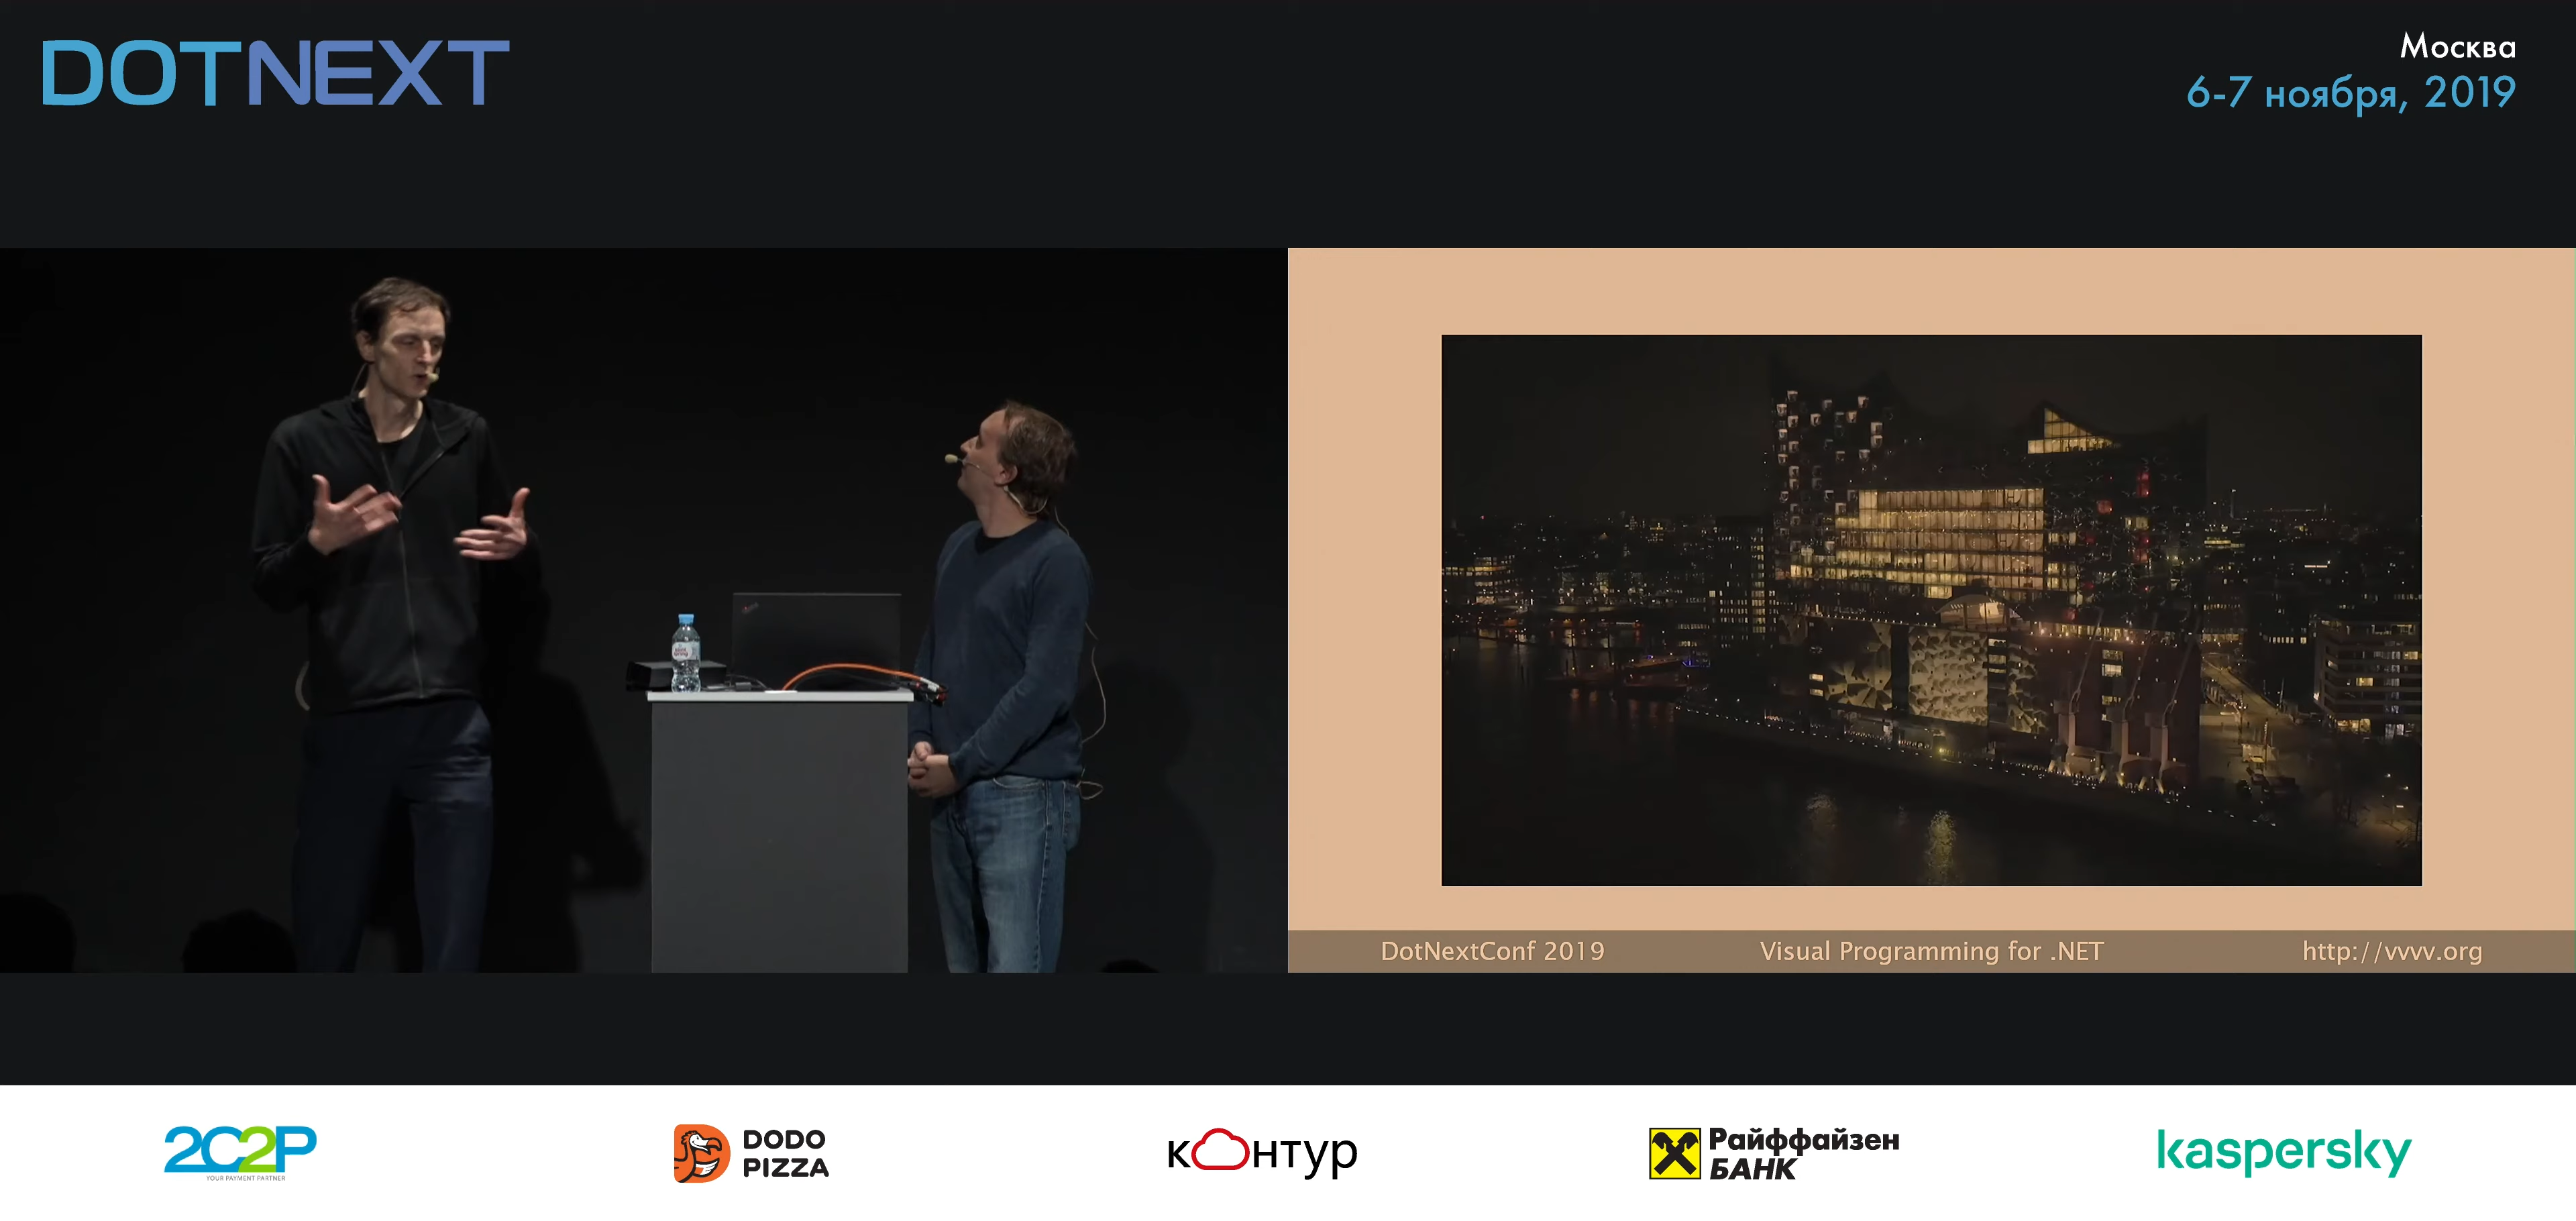 DOTNEXT
Москва
6-7 ноября, 2019
DotNextConf 2019
Visual Programming for .NET
http://vvvv.org
2C2P
YOUR PAYMENT PARTNER
DODO
PIZZA
контур
Райффайзен
БАНК
kaspersky